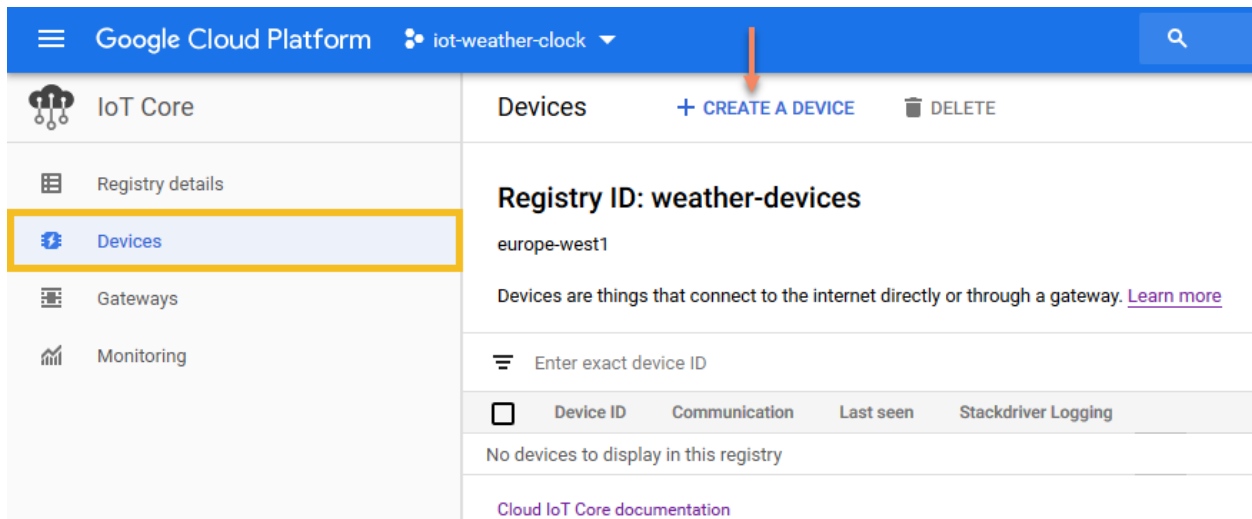 Google Cloud Platform iot-weather-clock
IoT Core
Devices + CREATE A DEVICE DELETE
Registry details
Devices
Gateways
Monitoring
Registry ID: weather-devices
europe-west1
Devices are things that connect to the internet directly or through a gateway. Learn more
Enter exact device ID
Device ID Communication Last seen Stackdriver Logging
No devices to display in this registry
Cloud IoT Core documentation